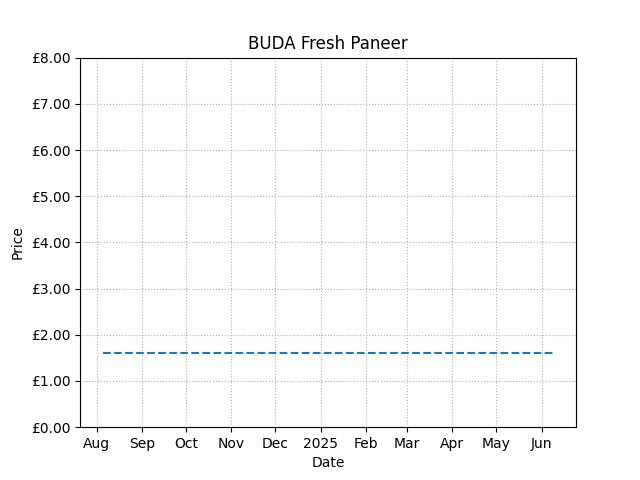 BUDA Fresh Paneer
£8.00
£7.00
£6.00
£5.00
£4.00
£3.00
£2.00
£1.00
£0.00
Price
Aug Sep Oct Nov Dec 2025 Feb Mar Apr May Jun
Date